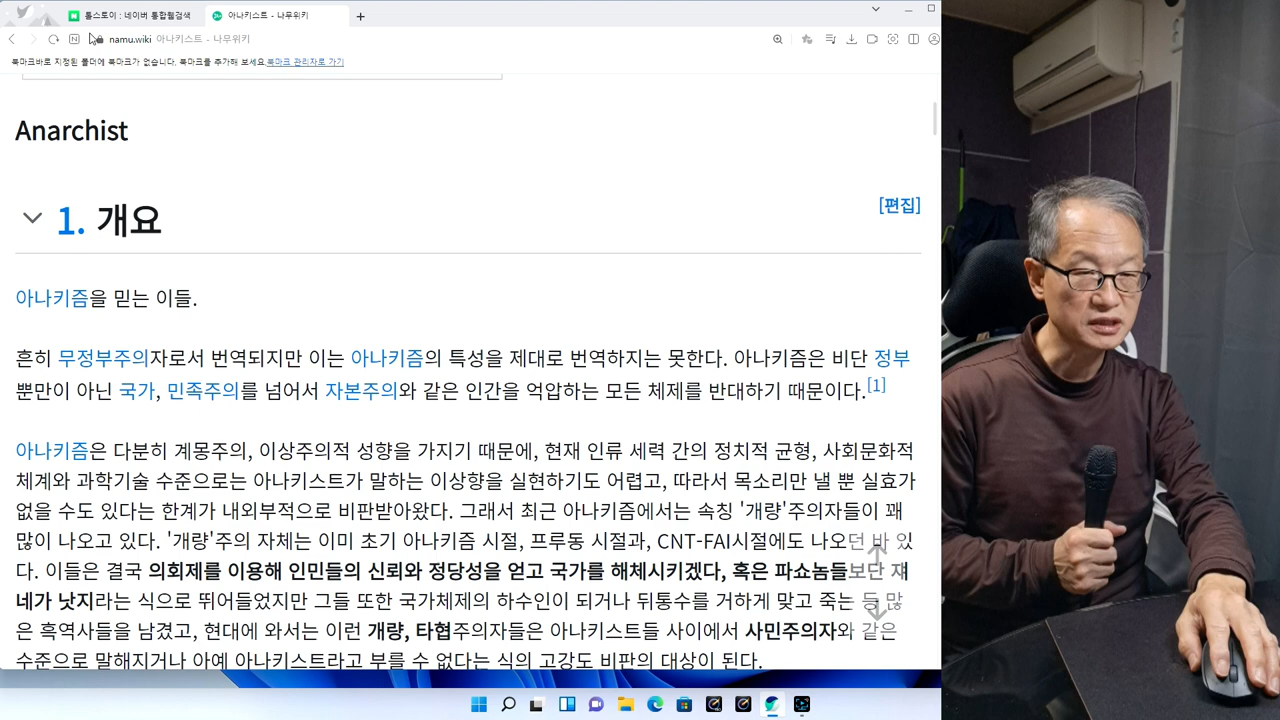 톨스토이 : 네이버 통합웹검색
아나키스트 - 나무위키
namu.wiki 아나키스트 - 나무위키
북마크바로 지정된 폴더에 북마크가 없습니다. 북마크를 추가해 보세요. 북마크 관리자로 가기
Anarchist
1. 개요
[편집]
아나키즘을 믿는 이들.
흔히 무정부주의자로서 번역되지만 이는 아나키즘의 특성을 제대로 번역하지는 못한다. 아나키즘은 비단 정부
뿐만이 아닌 국가, 민족주의를 넘어서 자본주의와 같은 인간을 억압하는 모든 체제를 반대하기 때문이다.[1]
아나키즘은 다분히 계몽주의, 이상주의적 성향을 가지기 때문에, 현재 인류 세력 간의 정치적 균형, 사회문화적
체계와 과학기술 수준으로는 아나키스트가 말하는 이상향을 실현하기도 어렵고, 따라서 목소리만 낼 뿐 실효가
없을 수도 있다는 한계가 내외부적으로 비판받아왔다. 그래서 최근 아나키즘에서는 속칭 '개량'주의자들이 꽤
많이 나오고 있다. '개량'주의 자체는 이미 초기 아나키즘 시절, 프루동 시절과, CNT-FAI시절에도 나오던 바 있
다. 이들은 결국 의회제를 이용해 인민들의 신뢰와 정당성을 얻고 국가를 해체시키겠다, 혹은 파쇼놈들보단 쟤
네가 낫지라는 식으로 뛰어들었지만 그들 또한 국가체제의 하수인이 되거나 뒤통수를 거하게 맞고 죽는 등 많
은 흑역사들을 남겼고, 현대에 와서는 이런 개량, 타협주의자들은 아나키스트들 사이에서 사민주의자와 같은
수준으로 말해지거나 아예 아나키스트라고 부를 수 없다는 식의 고강도 비판의 대상이 된다.